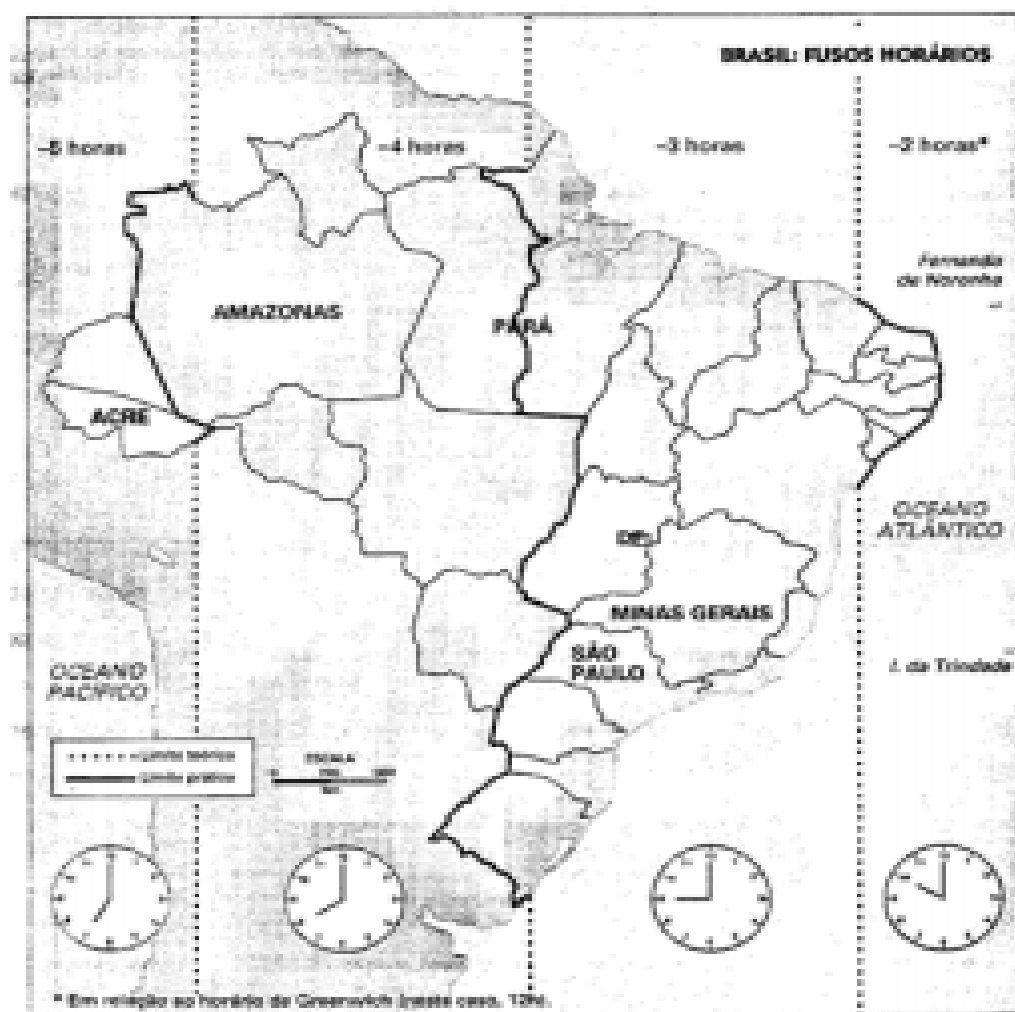 BRASIL: FUSOS HORÁRIOS
-5 horas
-4 horas
-3 horas
-2 horas*
Fernando
de Noronha
AMAZONAS
PARÁ
ACRE
OCEANO
ATLÂNTICO
DF
MINAS GERAIS
SÃO
PAULO
OCEANO
PACÍFICO
I. da Trindade
Limite teórico
Limite prático
ESCALA
0
* Em relação ao horário de Greenwich (neste caso, 12h).